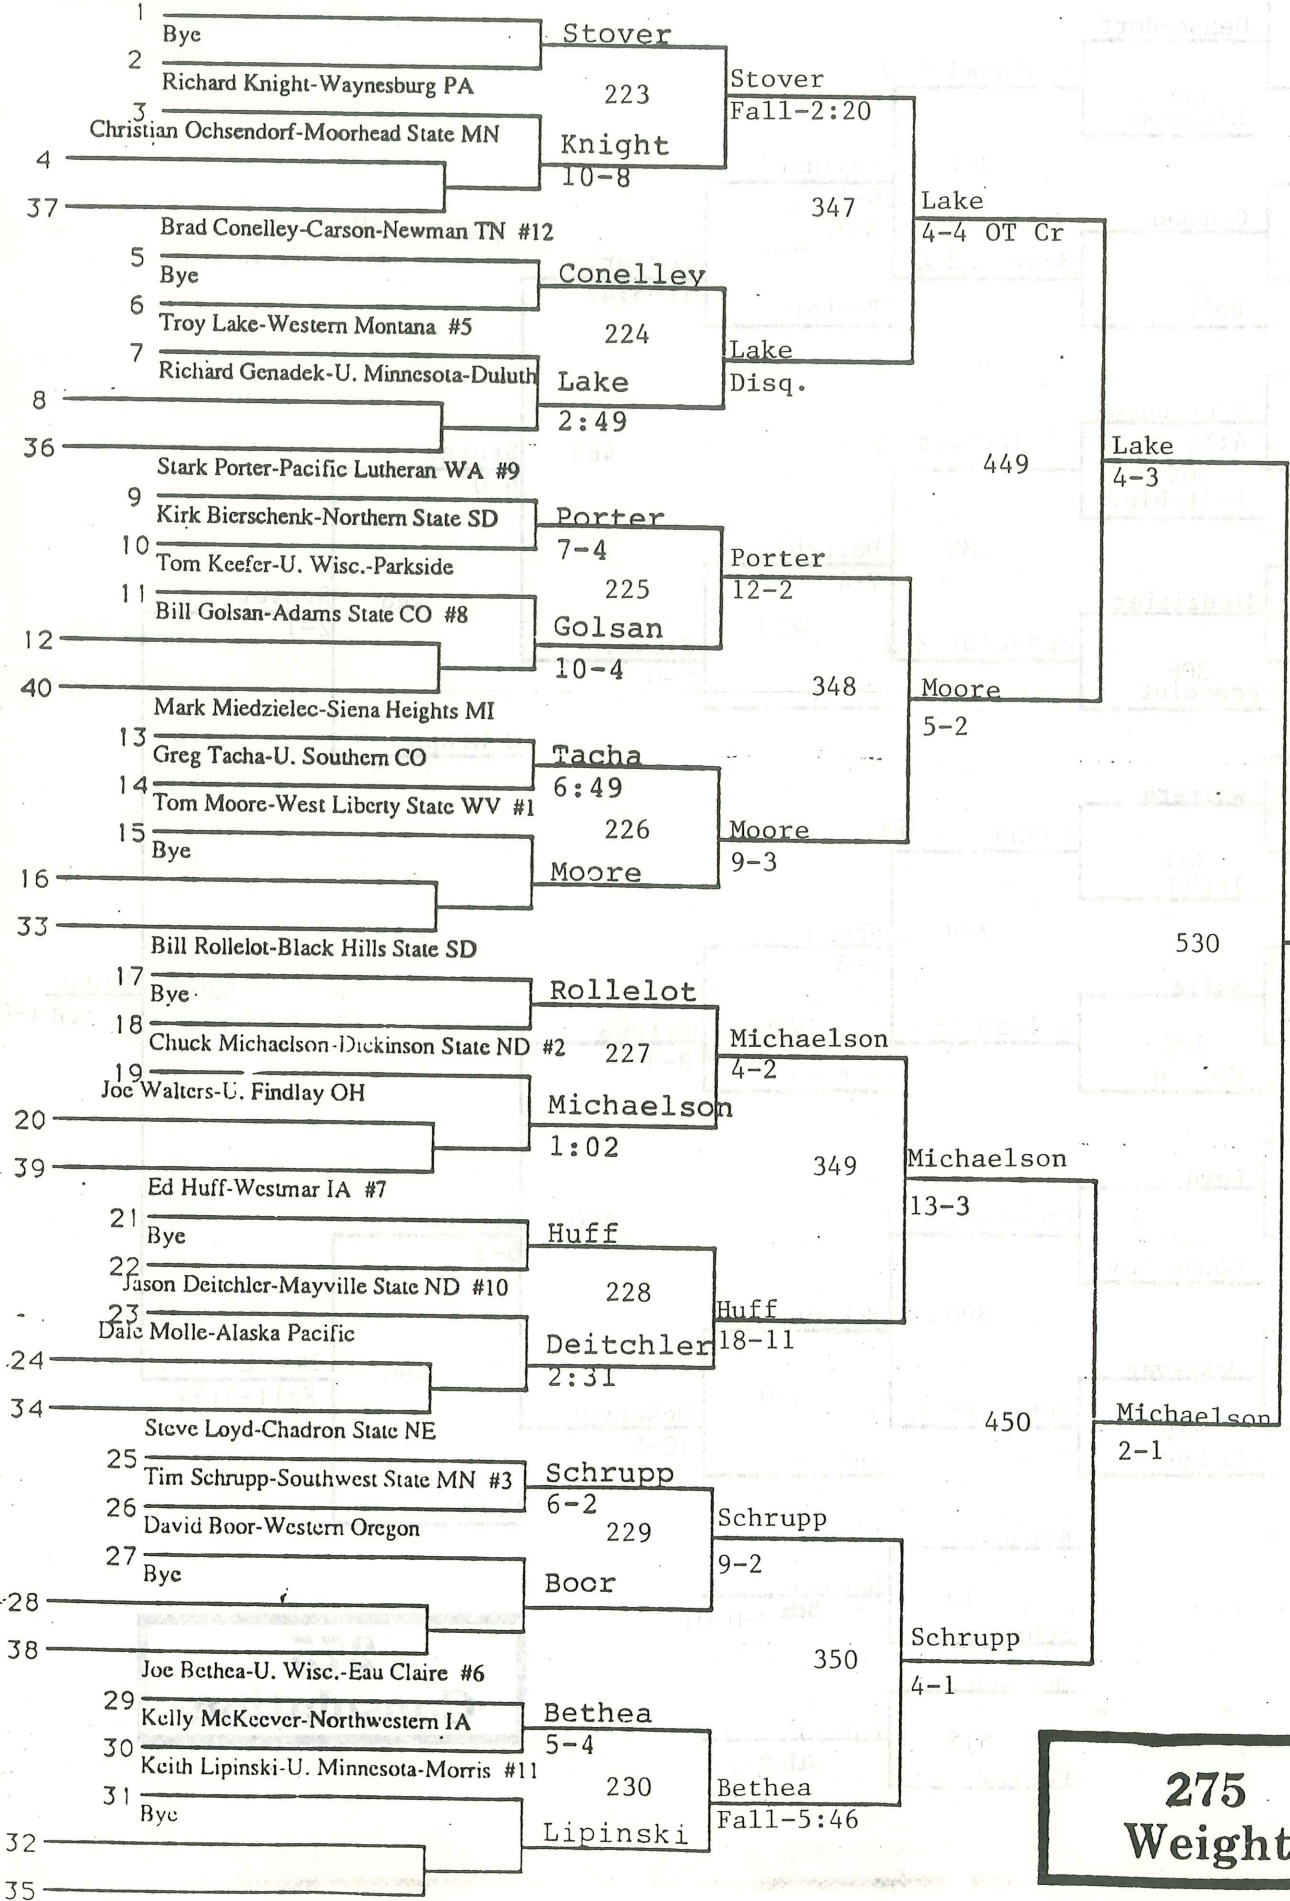 1
Bye
2
Stover
Richard Knight-Waynesburg PA
3
223
Christian Ochsendorf-Moorhead State MN
4
Knight
10-8
37
Stover
Fall-2:20
347
Brad Conelley-Carson-Newman TN #12
5
Bye
6
Conelley
Troy Lake-Western Montana #5
7
224
Richard Genadek-U. Minnesota-Duluth
8
Lake
2:49
36
Lake
Disq.
Lake
4-4 OT Cr
449
Stark Porter-Pacific Lutheran WA #9
9
Kirk Bierschenk-Northern State SD
10
Porter
7-4
Tom Keefer-U. Wisc.-Parkside
11
225
Bill Golsan-Adams State CO #8
12
Golsan
10-4
40
Porter
12-2
348
Mark Miedzielec-Siena Heights MI
13
Greg Tacha-U. Southern CO
14
Tacha
6:49
Tom Moore-West Liberty State WV #1
15
Bye
226
16
Moore
33
Moore
9-3
Moore
5-2
Lake
4-3
530
Bill Rollelot-Black Hills State SD
17
Bye
18
Rollelot
Chuck Michaelson-Dickinson State ND #2
227
19
Joe Walters-U. Findlay OH
20
Michaelson
1:02
39
Michaelson
4-2
349
Ed Huff-Westmar IA #7
21
Bye
22
Huff
Jason Deitchler-Mayville State ND #10
228
23
Dale Molle-Alaska Pacific
24
Deitchler
2:31
34
Huff
18-11
Michaelson
13-3
450
Steve Loyd-Chadron State NE
25
Tim Schrupp-Southwest State MN #3
26
Schrupp
6-2
David Boor-Western Oregon
229
27
Bye
28
Boor
38
Schrupp
9-2
350
Joe Bethea-U. Wisc.-Eau Claire #6
29
Kelly McKeever-Northwestern IA
30
Bethea
5-4
Keith Lipinski-U. Minnesota-Morris #11
31
230
Bye
32
Lipinski
35
Bethea
Fall-5:46
Schrupp
4-1
Michaelson
2-1
275
Weight